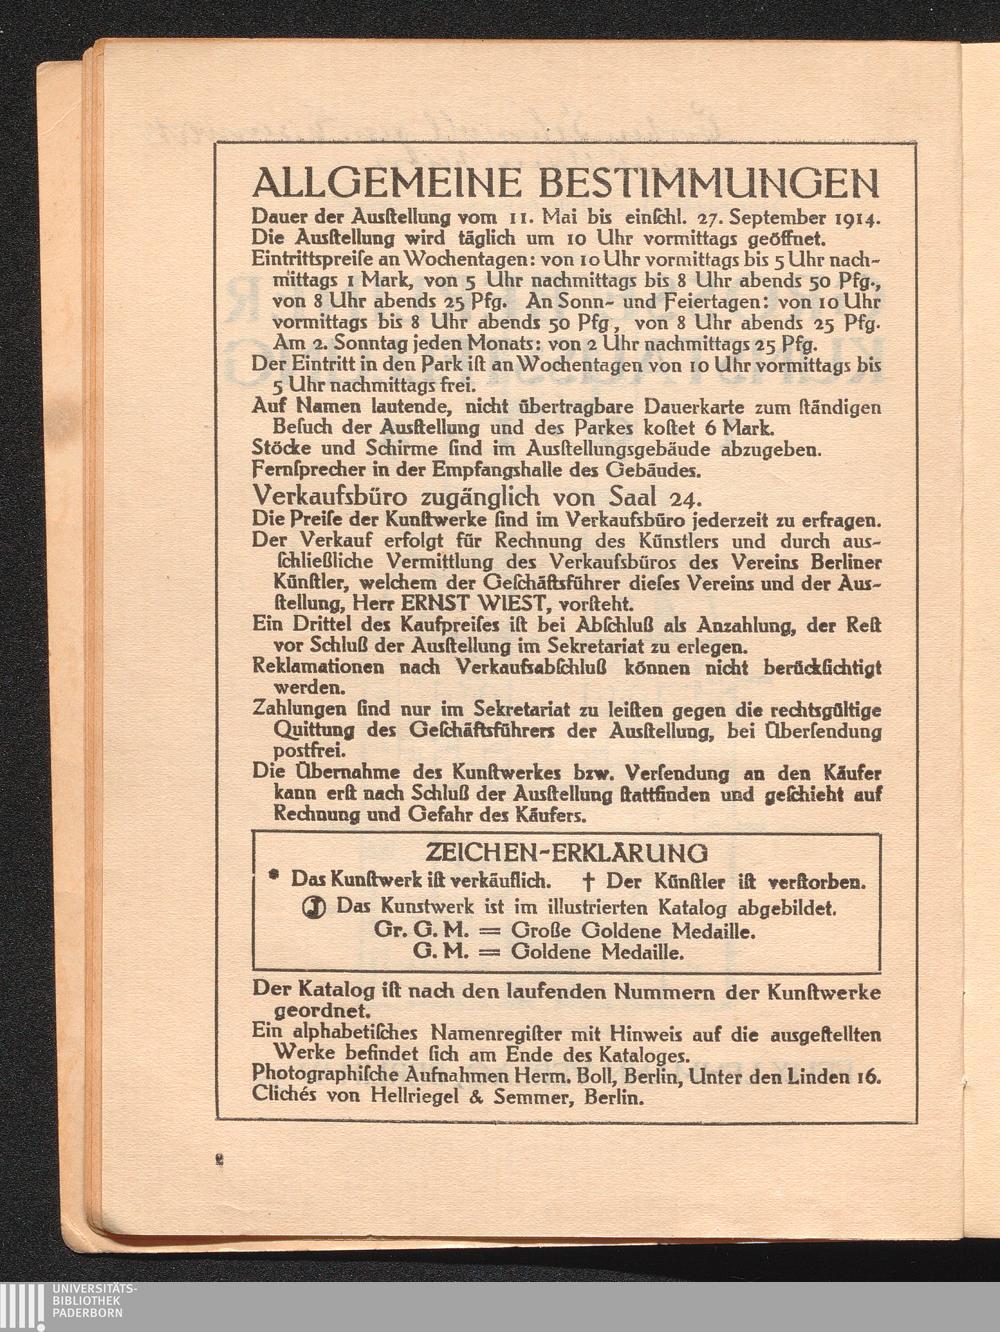 ALLGEMEINE BESTIMMUNGEN
Dauer der Ausſtellung vom 11. Mai bis einſchl. 27. September 1914.
Die Ausſtellung wird täglich um 10 Uhr vormittags geöffnet.
Eintrittspreiſe an Wochentagen: von 10 Uhr vormittags bis 5 Uhr nach-
mittags 1 Mark, von 5 Uhr nachmittags bis 8 Uhr abends 50 Pfg.,
von 8 Uhr abends 25 Pfg. An Sonn- und Feiertagen: von 10 Uhr
vormittags bis 8 Uhr abends 50 Pfg, von 8 Uhr abends 25 Pfg.
Am 2. Sonntag jeden Monats: von 2 Uhr nachmittags 25 Pfg.
Der Eintritt in den Park iſt an Wochentagen von 10 Uhr vormittags bis
5 Uhr nachmittags frei.
Auf Namen lautende, nicht übertragbare Dauerkarte zum ſtändigen
Beſuch der Ausſtellung und des Parkes koſtet 6 Mark.
Stöcke und Schirme ſind im Ausſtellungsgebäude abzugeben.
Fernſprecher in der Empfangshalle des Gebäudes.
Verkaufsbüro zugänglich von Saal 24.
Die Preiſe der Kunſtwerke ſind im Verkaufsbüro jederzeit zu erfragen.
Der Verkauf erfolgt für Rechnung des Künstlers und durch aus-
ſchließliche Vermittlung des Verkaufsbüros des Vereins Berliner
Künſtler, welchem der Geſchäftsführer dieſes Vereins und der Aus-
ſtellung, Herr ERNST WIEST, vorſteht.
Ein Drittel des Kaufpreiſes iſt bei Abſchluß als Anzahlung, der Reſt
vor Schluß der Ausſtellung im Sekretariat zu erlegen.
Reklamationen nach Verkaufsabſchluß können nicht berückſichtigt
werden.
Zahlungen ſind nur im Sekretariat zu leiſten gegen die rechtsgültige
Quittung des Geſchäftsführers der Ausſtellung, bei Überſendung
postfrei.
Die Übernahme des Kunſtwerkes bzw. Verſendung an den Käufer
kann erſt nach Schluß der Ausſtellung ſtattfinden und geſchieht auf
Rechnung und Gefahr des Käufers.
ZEICHEN-ERKLÄRUNG
* Das Kunſtwerk iſt verkäuflich. † Der Künſtler iſt verſtorben.
Ⓙ Das Kunstwerk ist im illustrierten Katalog abgebildet.
Gr. G. M. = Große Goldene Medaille.
G. M. = Goldene Medaille.
Der Katalog iſt nach den laufenden Nummern der Kunſtwerke
geordnet.
Ein alphabetiſches Namenregiſter mit Hinweis auf die ausgeſtellten
Werke befindet ſich am Ende des Kataloges.
Photographiſche Aufnahmen Herm. Boll, Berlin, Unter den Linden 16.
Clichés von Hellriegel & Semmer, Berlin.
2
UNIVERSITÄTS-
BIBLIOTHEK
PADERBORN